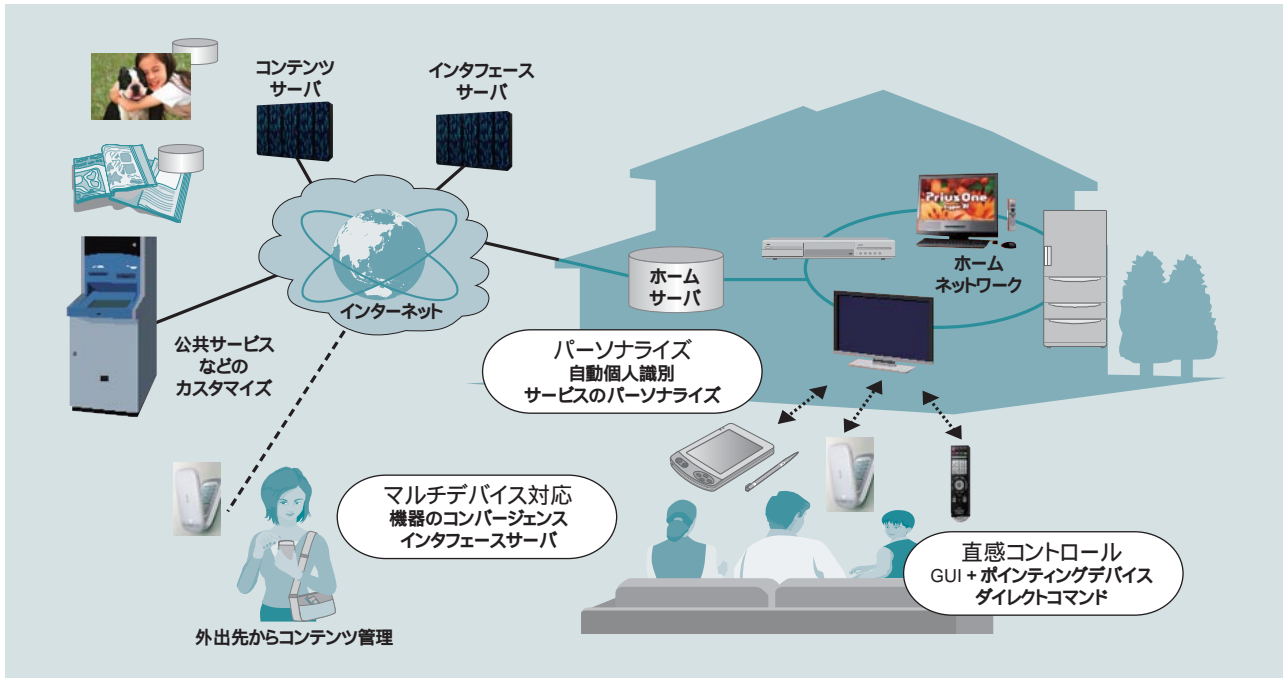 コンテンツ
サーバ
インタフェース
サーバ
インターネット
公共サービス
などの
カスタマイズ
ホーム
サーバ
PriusOne
ホーム
ネットワーク
パーソナライズ
自動個人識別
サービスのパーソナライズ
マルチデバイス対応
機器のコンバージェンス
インタフェースサーバ
直感コントロール
GUI + ポインティングデバイス
ダイレクトコマンド
外出先からコンテンツ管理